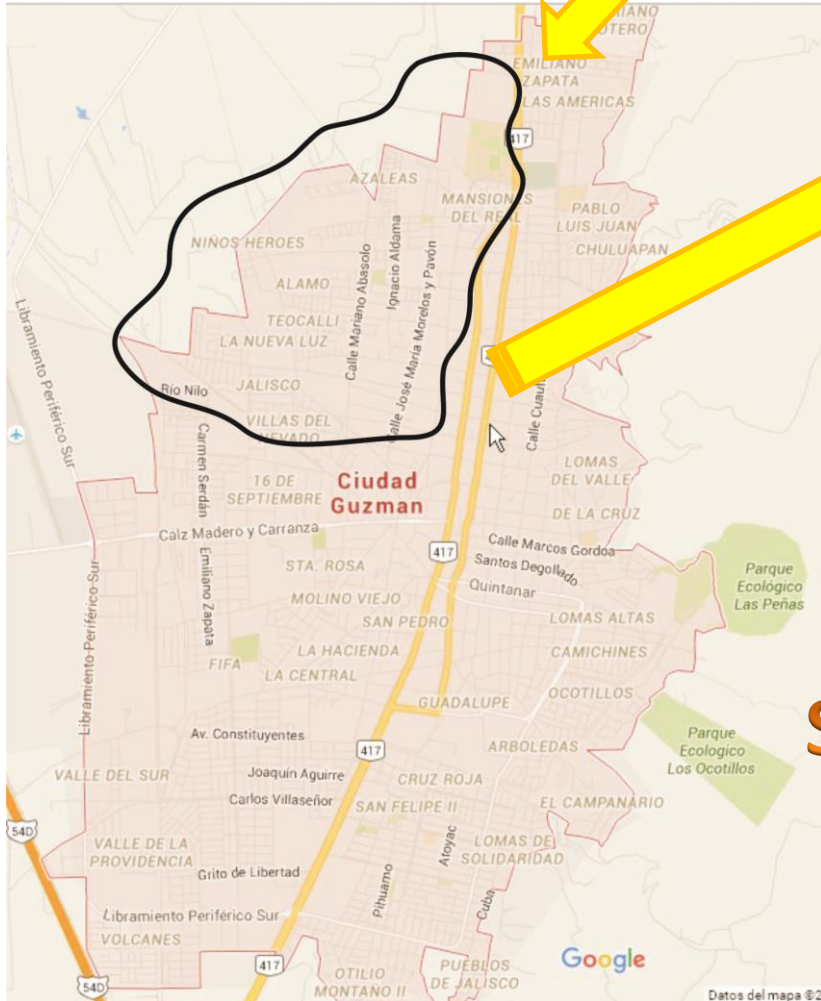 EMILIANO
ZAPATA
LAS AMERICAS
417
AZALEAS
MANSIONES
DEL REAL
PABLO
LUIS JUAN
CHULUAPAN
NIÑOS HEROES
Calle Mariano Abasolo
Ignacio Aldama
Calle José María Morelos y Pavón
ALAMO
TEOCALLI
LA NUEVA LUZ
Libramiento Periférico Sur
Río Nilo
JALISCO
VILLAS DEL
Carmen Serdán
16 DE
SEPTIEMBRE
Ciudad
Guzman
LOMAS
DEL VALLE
DE LA CRUZ
Calz Madero y Carranza
417
Calle Marcos Gordoa
Santos Degollado
Quintanar
Parque
Ecológico
Las Peñas
Emiliano Zapata
STA. ROSA
MOLINO VIEJO
SAN PEDRO
LOMAS ALTAS
Libramiento Periférico Sur
FIFA
LA HACIENDA
LA CENTRAL
CAMICHINES
OCOTILLOS
GUADALUPE
Av. Constituyentes
417
ARBOLEDAS
Parque
Ecologico
Los Ocotillos
VALLE DEL SUR
Joaquín Aguirre
CRUZ ROJA
Carlos Villaseñor
SAN FELIPE II
EL CAMPANARIO
54D
VALLE DE LA
PROVIDENCIA
Atoyac
LOMAS DE
SOLIDARIDAD
Grito de Libertad
Pihuamo
Cuba
Libramiento Periférico Sur
VOLCANES
417
54D
OTILIO
MONTAÑO II
PUEBLOS
DE JALISCO
Google
Datos del mapa ©2